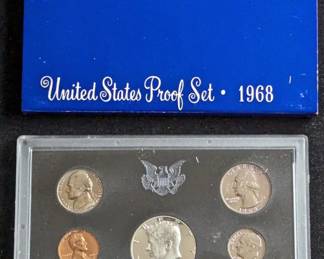 United States Proof Set • 1968